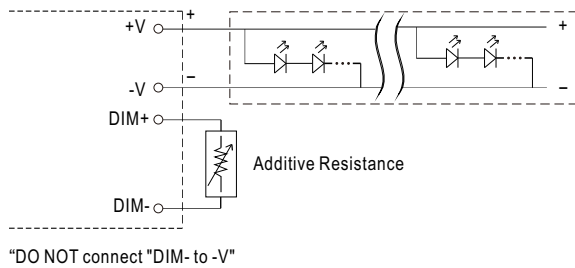 +V + +
-V − −
DIM+
Additive Resistance
DIM-
“DO NOT connect "DIM- to -V"